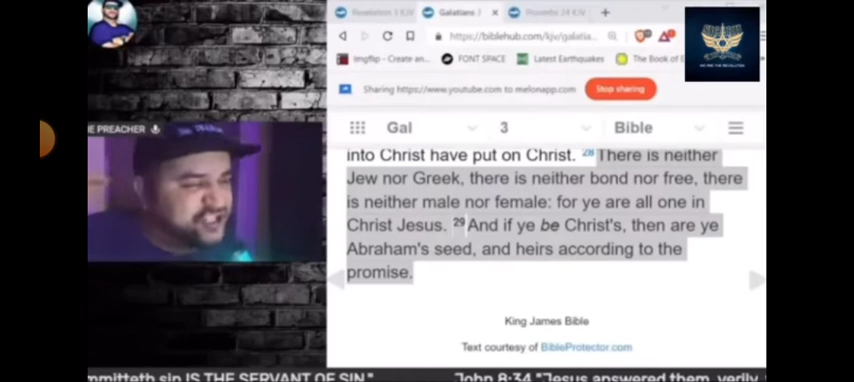 Revelation 3 KJV
Galatians 3
Proverbs 24 KJV
https://biblehub.com/kjv/galatia...
imgflip - Create an...
FONT SPACE
Latest Earthquakes
The Book of E
Sharing https://www.youtube.com to melonapp.com
Stop sharing
Gal
3
Bible
into Christ have put on Christ. 28 There is neither
Jew nor Greek, there is neither bond nor free, there
is neither male nor female: for ye are all one in
Christ Jesus. 29 And if ye be Christ's, then are ye
Abraham's seed, and heirs according to the
promise.
King James Bible
Text courtesy of BibleProtector.com
E PREACHER
WE ARE THE REVOLUTION
mmitteth sin IS THE SERVANT OF SIN."
John 8:34 "Jesus answered them, verily